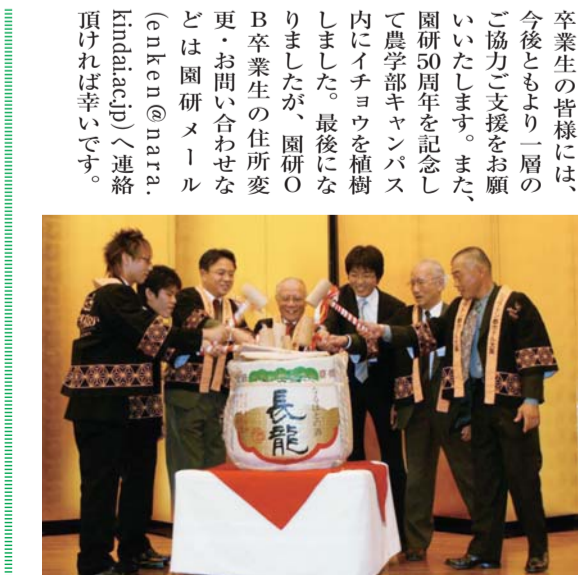 卒業生の皆様には、
今後ともより一層の
ご協力ご支援をお願
いいたします。また、
園研50周年を記念し
て農学部キャンパス
内にイチョウを植樹
しました。最後にな
りましたが、園研O
B卒業生の住所変
更・お問い合わせな
どは園研メール
(enken@nara.
kindai.ac.jp)へ連絡
頂ければ幸いです。
長龍